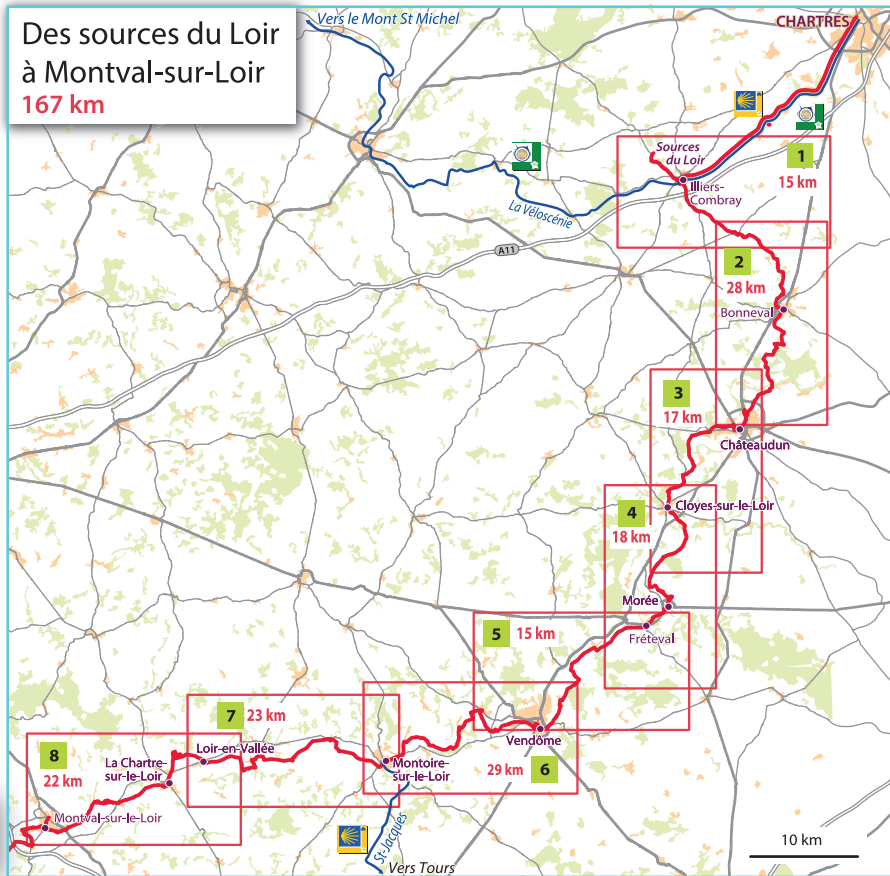 Des sources du Loir
à Montval-sur-Loir
167 km
Vers le Mont St Michel
CHARTRES
Sources
du Loir
1
15 km
Illiers-
Combray
La Véloscénie
A11
2
28 km
Bonneval
3
17 km
Châteaudun
4
18 km
Cloyes-sur-le-Loir
Morée
5
15 km
Fréteval
7
23 km
Vendôme
29 km
6
8
22 km
La Chartre-
sur-le-Loir
Loir-en-Vallée
Montoire-
sur-le-Loir
Montval-sur-le-Loir
St-Jacques
Vers Tours
10 km